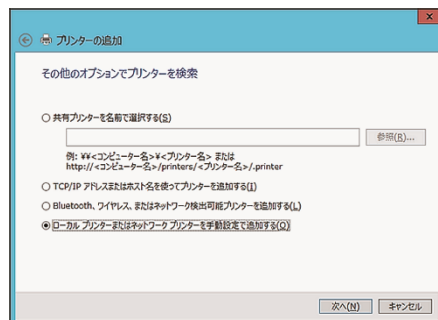 プリンターの追加
その他のオプションでプリンターを検索
共有プリンターを名前で選択する(S)
参照(R)...
例: ¥¥<コンピューター名>¥<プリンター名> または
http://<コンピューター名>/printers/<プリンター名>/.printer
TCP/IP アドレスまたはホスト名を使ってプリンターを追加する(I)
Bluetooth、ワイヤレス、またはネットワーク検出可能プリンターを追加する(L)
ローカル プリンターまたはネットワーク プリンターを手動設定で追加する(O)
次へ(N) キャンセル